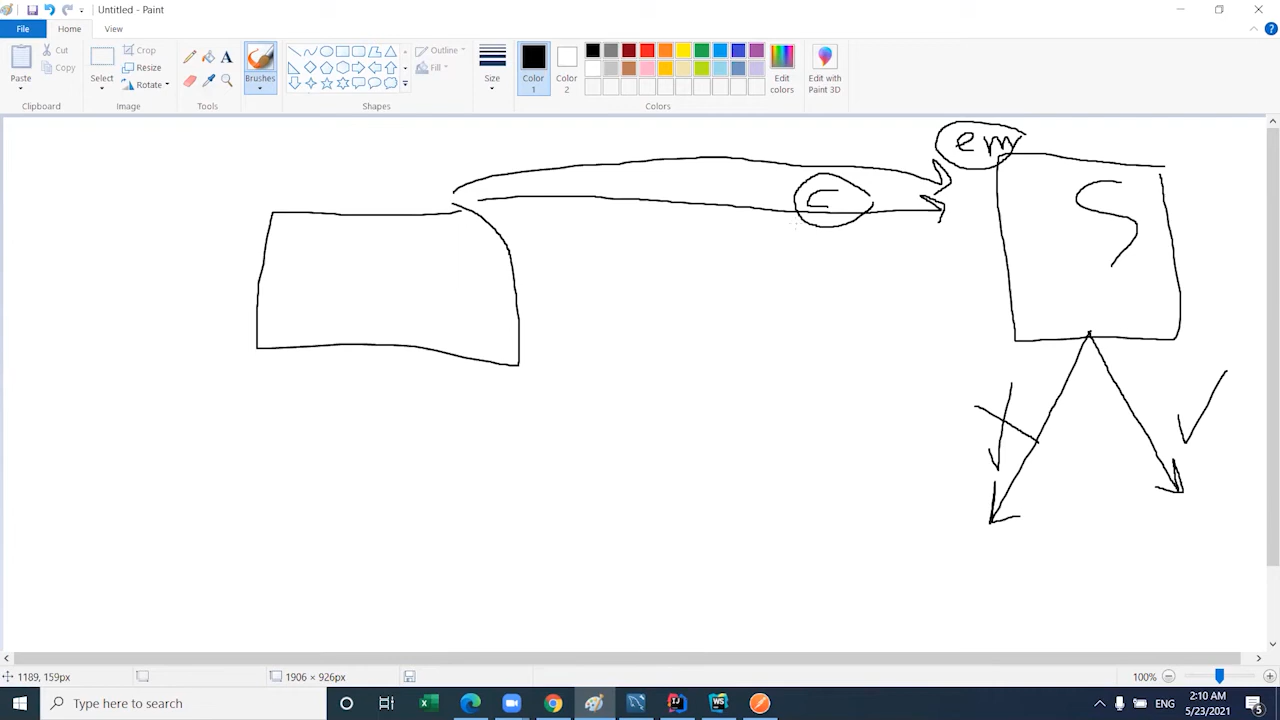 Untitled - Paint
File
Home
View
Paste
Cut
Copy
Clipboard
Select
Crop
Resize
Rotate
Image
Tools
Brushes
Shapes
Outline
Fill
Size
Color 1
Color 2
Edit colors
Colors
Edit with Paint 3D
em
C
S
1189, 159px
1906 × 926px
100%
Type here to search
WS
2:10 AM
5/23/2021